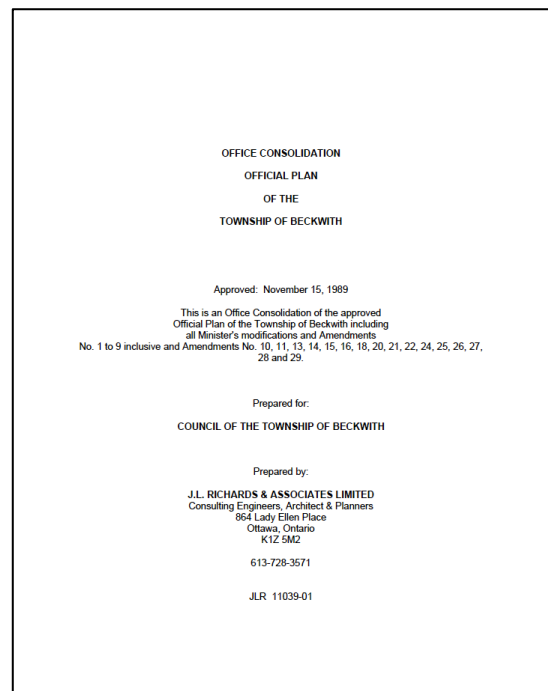 OFFICE CONSOLIDATION
OFFICIAL PLAN
OF THE
TOWNSHIP OF BECKWITH
Approved: November 15, 1989
This is an Office Consolidation of the approved
Official Plan of the Township of Beckwith including
all Minister's modifications and Amendments
No. 1 to 9 inclusive and Amendments No. 10, 11, 13, 14, 15, 16, 18, 20, 21, 22, 24, 25, 26, 27,
28 and 29.
Prepared for:
COUNCIL OF THE TOWNSHIP OF BECKWITH
Prepared by:
J.L. RICHARDS & ASSOCIATES LIMITED
Consulting Engineers, Architect & Planners
864 Lady Ellen Place
Ottawa, Ontario
K1Z 5M2
613-728-3571
JLR 11039-01